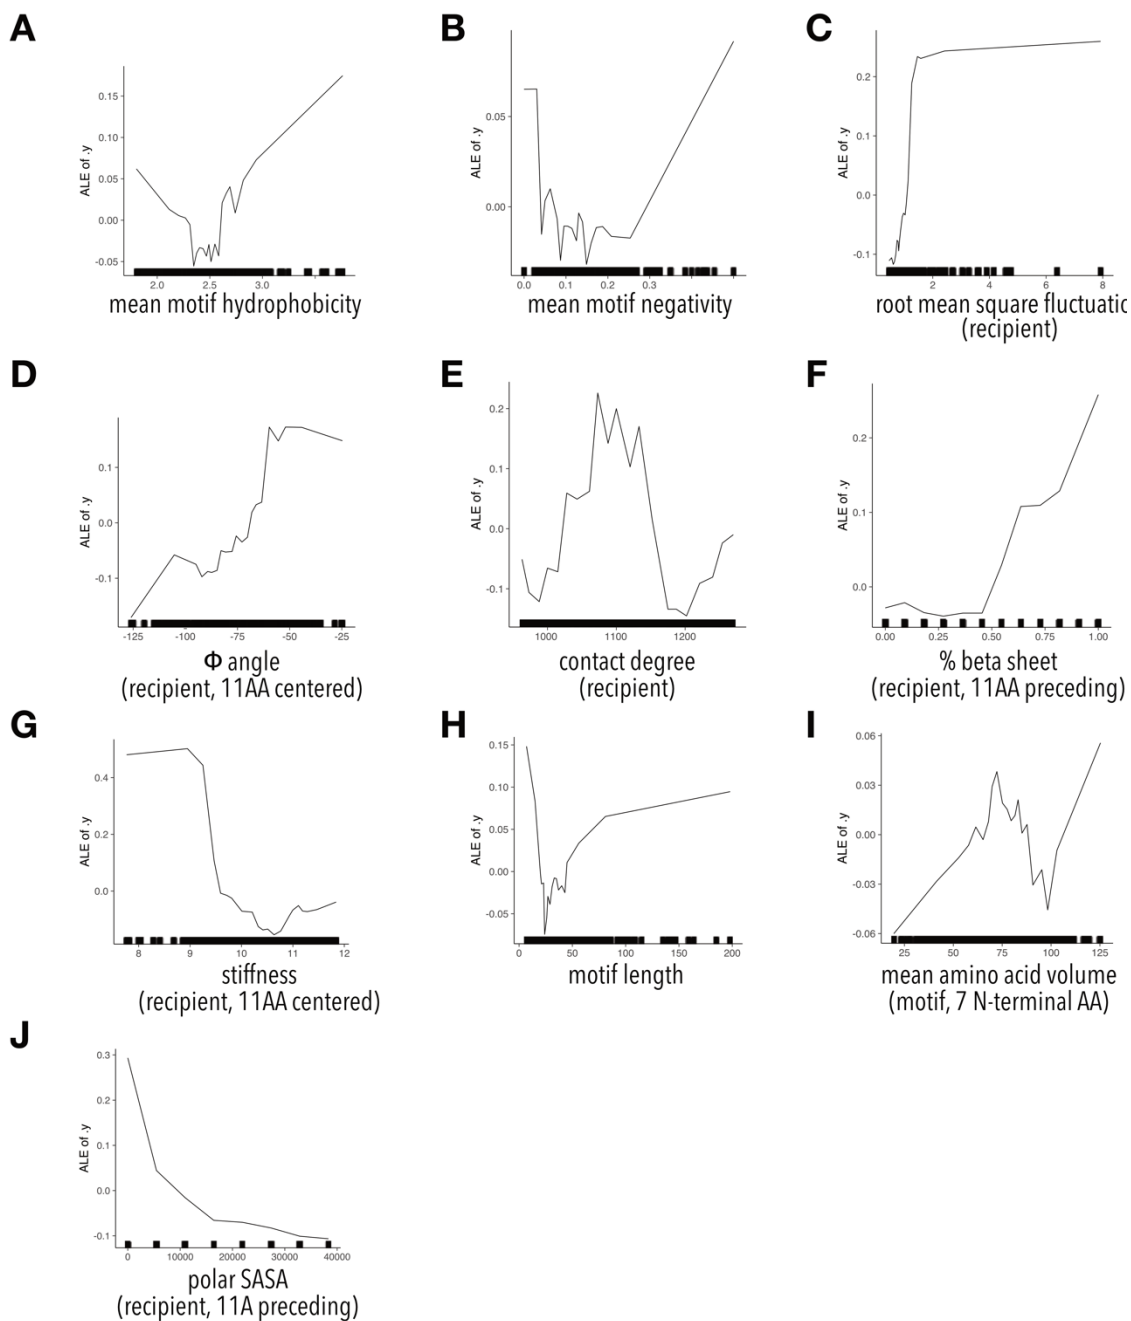 A
ALE of .y
0.15
0.10
0.05
0.00
-0.05
2.0
2.5
3.0
mean motif hydrophobicity
B
ALE of .y
0.05
0.00
0.0
0.1
0.2
0.3
mean motif negativity
C
ALE of .y
0.2
0.1
0.0
-0.1
2
4
6
8
root mean square fluctuatic
(recipient)
D
ALE of .y
0.1
0.0
-0.1
-125
-100
-75
-50
-25
Φ angle
(recipient, 11AA centered)
E
ALE of .y
0.2
0.1
0.0
-0.1
1000
1100
1200
contact degree
(recipient)
F
ALE of .y
0.2
0.1
0.0
0.00
0.25
0.50
0.75
1.00
% beta sheet
(recipient, 11AA preceding)
G
ALE of .y
0.4
0.2
0.0
8
9
10
11
12
stiffness
(recipient, 11AA centered)
H
ALE of .y
0.15
0.10
0.05
0.00
-0.05
0
50
100
150
200
motif length
I
ALE of .y
0.06
0.03
0.00
-0.03
-0.06
25
50
75
100
125
mean amino acid volume
(motif, 7 N-terminal AA)
J
ALE of .y
0.3
0.2
0.1
0.0
-0.1
0
10000
20000
30000
40000
polar SASA
(recipient, 11A preceding)